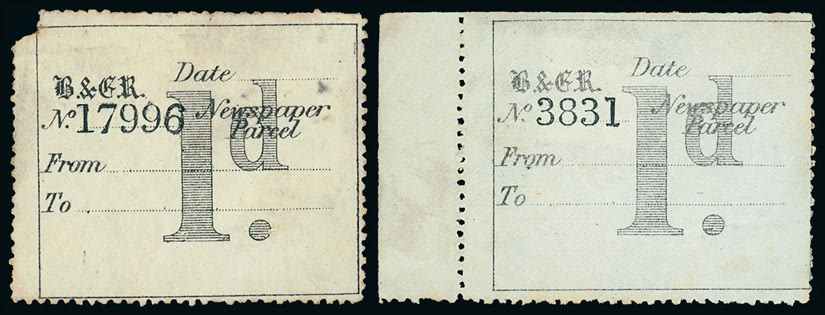 Date
B.&E.R.
No. 17996 Newspaper
Parcel
1d.
From
To
Date
B.&E.R.
No. 3831 Newspaper
Parcel
1d.
From
To